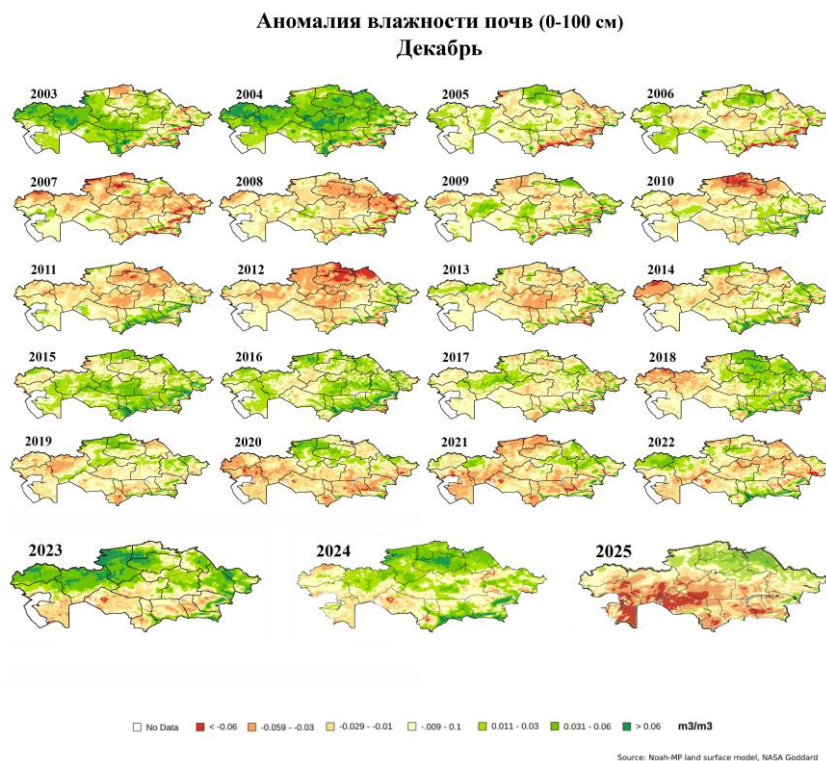 Аномалия влажности почв (0-100 см)
Декабрь
2003 2004 2005 2006
2007 2008 2009 2010
2011 2012 2013 2014
2015 2016 2017 2018
2019 2020 2021 2022
2023 2024 2025
No Data < -0.06 -0.059 - -0.03 -0.029 - -0.01 -.009 - 0.1 0.011 - 0.03 0.031 - 0.06 > 0.06 m3/m3
Source: Noah-MP land surface model, NASA Goddard